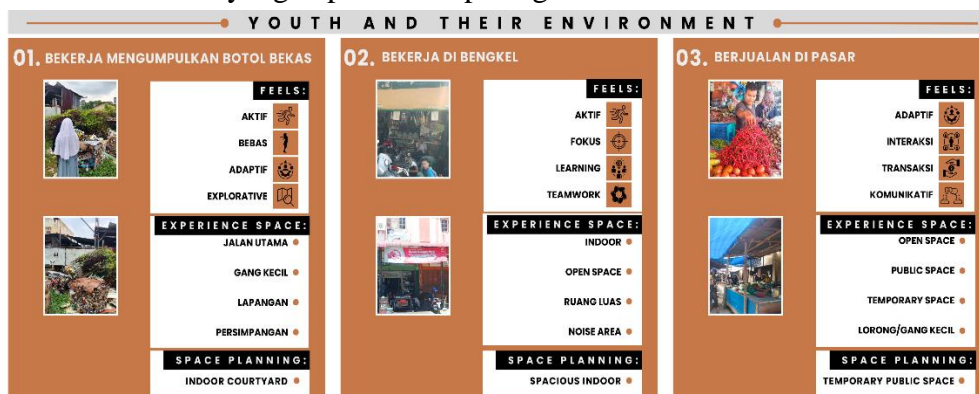 YOUTH AND THEIR ENVIRONMENT
01. BEKERJA MENGUMPULKAN BOTOL BEKAS
FEELS:
AKTIF
BEBAS
ADAPTIF
EXPLORATIVE
EXPERIENCE SPACE:
JALAN UTAMA
GANG KECIL
LAPANGAN
PERSIMPANGAN
SPACE PLANNING:
INDOOR COURTYARD
02. BEKERJA DI BENGKEL
FEELS:
AKTIF
FOKUS
LEARNING
TEAMWORK
EXPERIENCE SPACE:
INDOOR
OPEN SPACE
RUANG LUAS
NOISE AREA
SPACE PLANNING:
SPACIOUS INDOOR
03. BERJUALAN DI PASAR
FEELS:
ADAPTIF
INTERAKSI
TRANSAKSI
KOMUNIKATIF
EXPERIENCE SPACE:
OPEN SPACE
PUBLIC SPACE
TEMPORARY SPACE
LORONG/GANG KECIL
SPACE PLANNING:
TEMPORARY PUBLIC SPACE